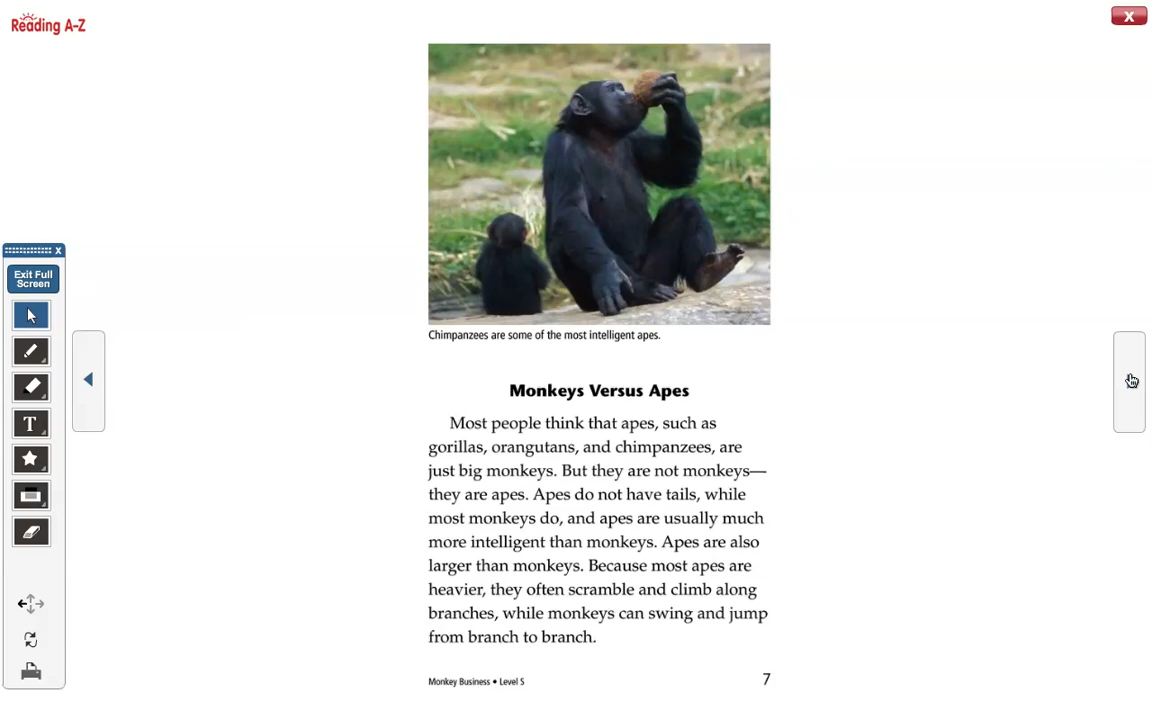 Reading A-Z
X
Chimpanzees are some of the most intelligent apes.
x
Exit Full
Screen
T
Monkeys Versus Apes
Most people think that apes, such as
gorillas, orangutans, and chimpanzees, are
just big monkeys. But they are not monkeys—
they are apes. Apes do not have tails, while
most monkeys do, and apes are usually much
more intelligent than monkeys. Apes are also
larger than monkeys. Because most apes are
heavier, they often scramble and climb along
branches, while monkeys can swing and jump
from branch to branch.
Monkey Business • Level S
7